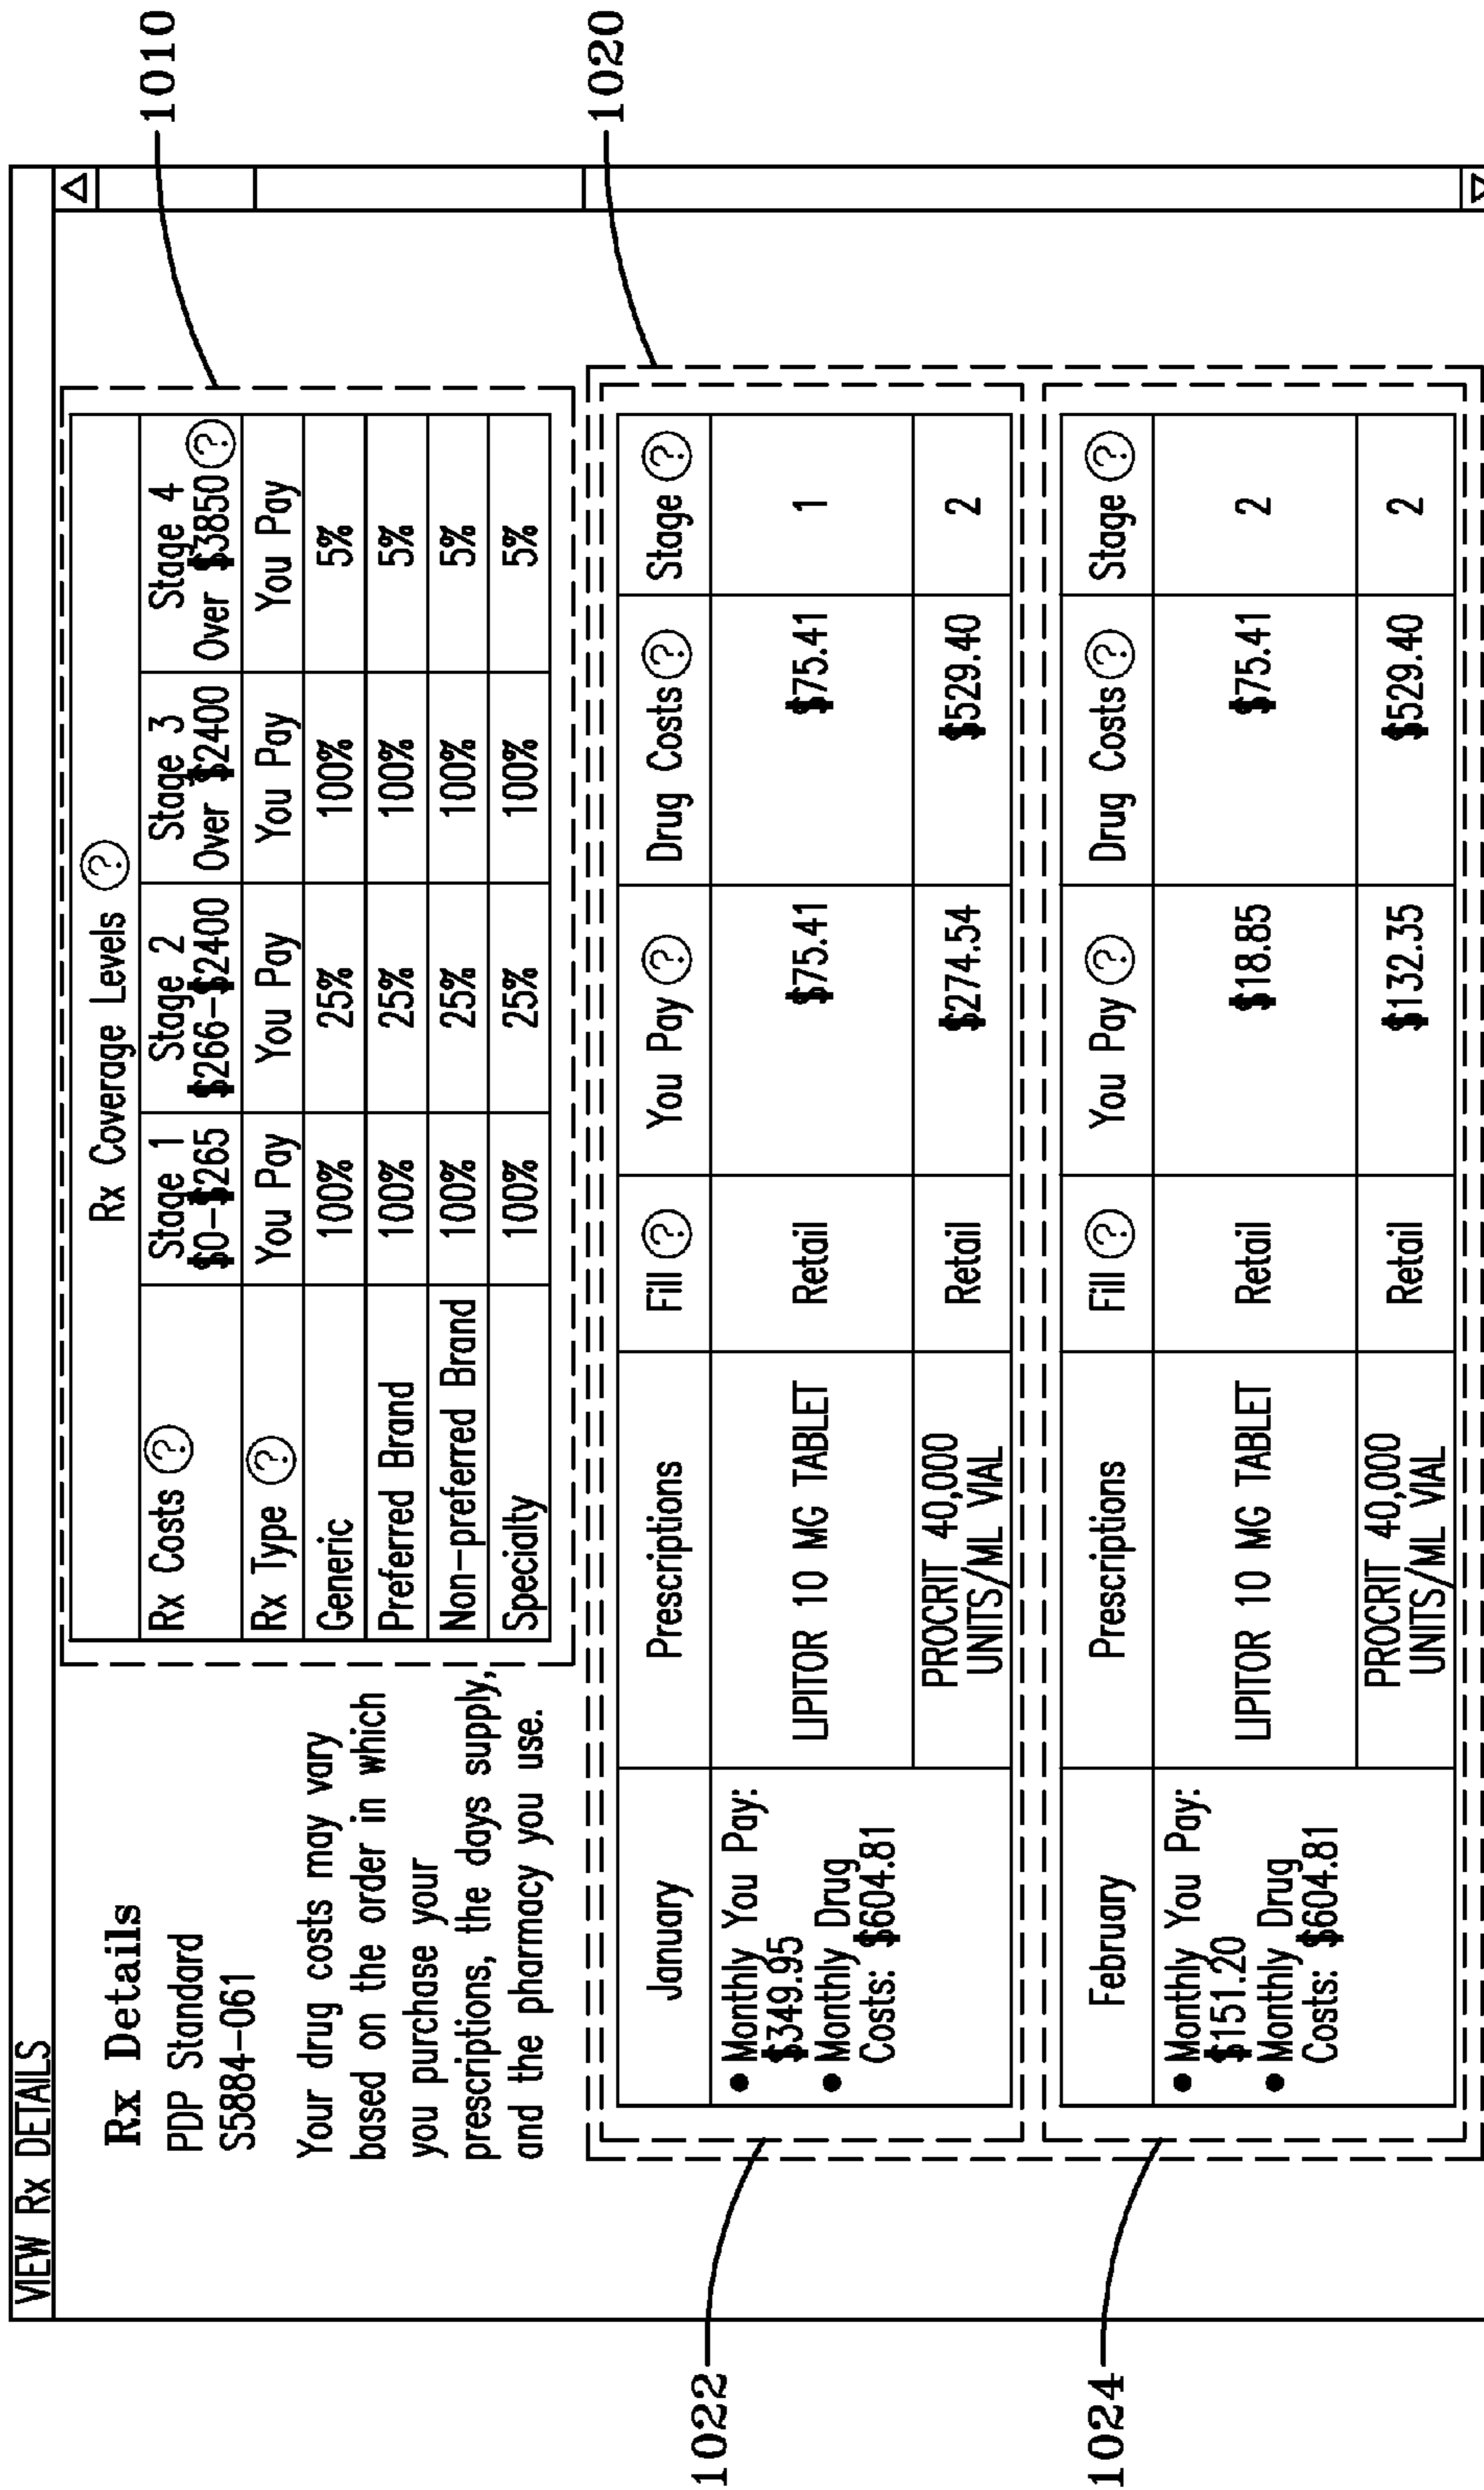 VIEW Rx DETAILS
Rx Details
PDP Standard
S5884-061
Your drug costs may vary
based on the order in which
you purchase your
prescriptions, the days supply,
and the pharmacy you use.
Rx Coverage Levels ?
Rx Costs ? Stage 1 Stage 2 Stage 3 Stage 4
$0-$265 $266-$2400 Over $2400 Over $3850 ?
Rx Type ? You Pay You Pay You Pay You Pay
Generic 100% 25% 100% 5%
Preferred Brand 100% 25% 100% 5%
Non-preferred Brand 100% 25% 100% 5%
Specialty 100% 25% 100% 5%
1010
1020
1022
January Prescriptions Fill ? You Pay ? Drug Costs ? Stage ?
• Monthly You Pay:
$349.95
• Monthly Drug
Costs: $604.81
LIPITOR 10 MG TABLET Retail $75.41 $75.41 1
PROCRIT 40,000
UNITS/ML VIAL Retail $274.54 $529.40 2
1024
February Prescriptions Fill ? You Pay ? Drug Costs ? Stage ?
• Monthly You Pay:
$151.20
• Monthly Drug
Costs: $604.81
LIPITOR 10 MG TABLET Retail $18.85 $75.41 2
PROCRIT 40,000
UNITS/ML VIAL Retail $132.35 $529.40 2